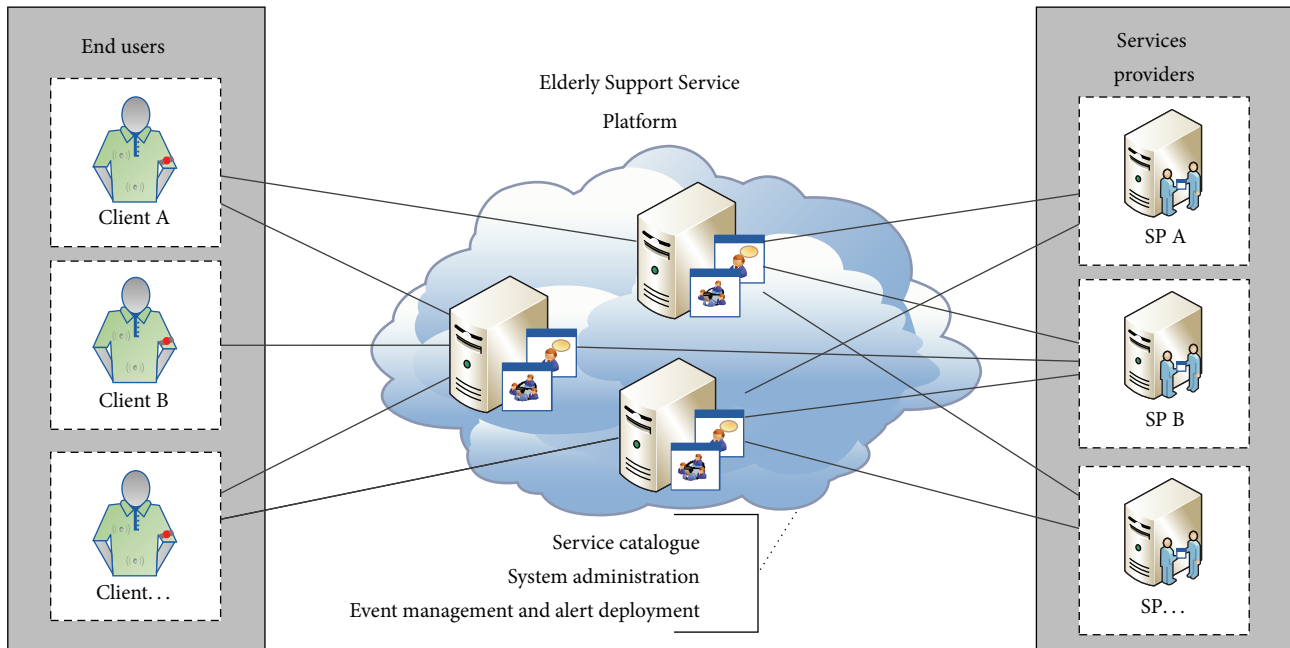 End users
Client A
Client B
Client...
Elderly Support Service
Platform
Service catalogue
System administration
Event management and alert deployment
Services
providers
SP A
SP B
SP...